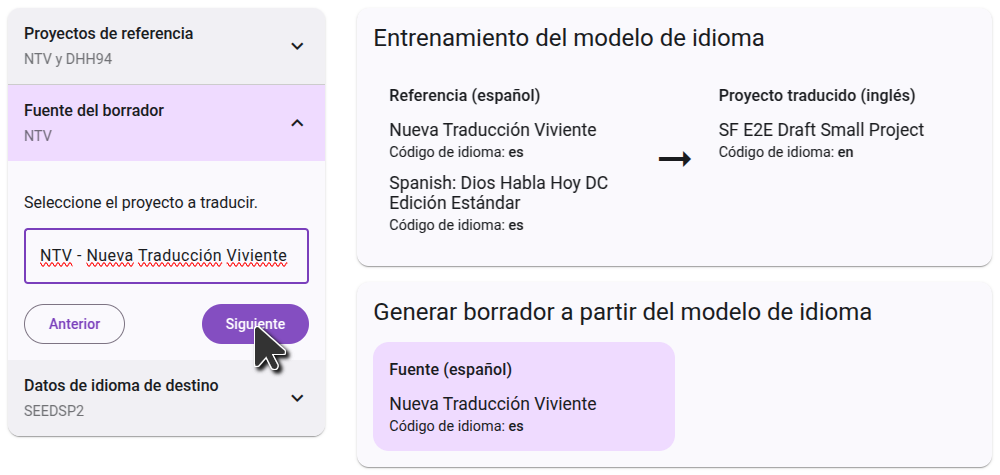 Proyectos de referencia
NTV y DHH94
Fuente del borrador
NTV
Seleccione el proyecto a traducir.
NTV - Nueva Traducción Viviente
Anterior
Siguiente
Datos de idioma de destino
SEEDSP2
Entrenamiento del modelo de idioma
Referencia (español)
Nueva Traducción Viviente
Código de idioma: es
Spanish: Dios Habla Hoy DC
Edición Estándar
Código de idioma: es
Proyecto traducido (inglés)
SF E2E Draft Small Project
Código de idioma: en
Generar borrador a partir del modelo de idioma
Fuente (español)
Nueva Traducción Viviente
Código de idioma: es